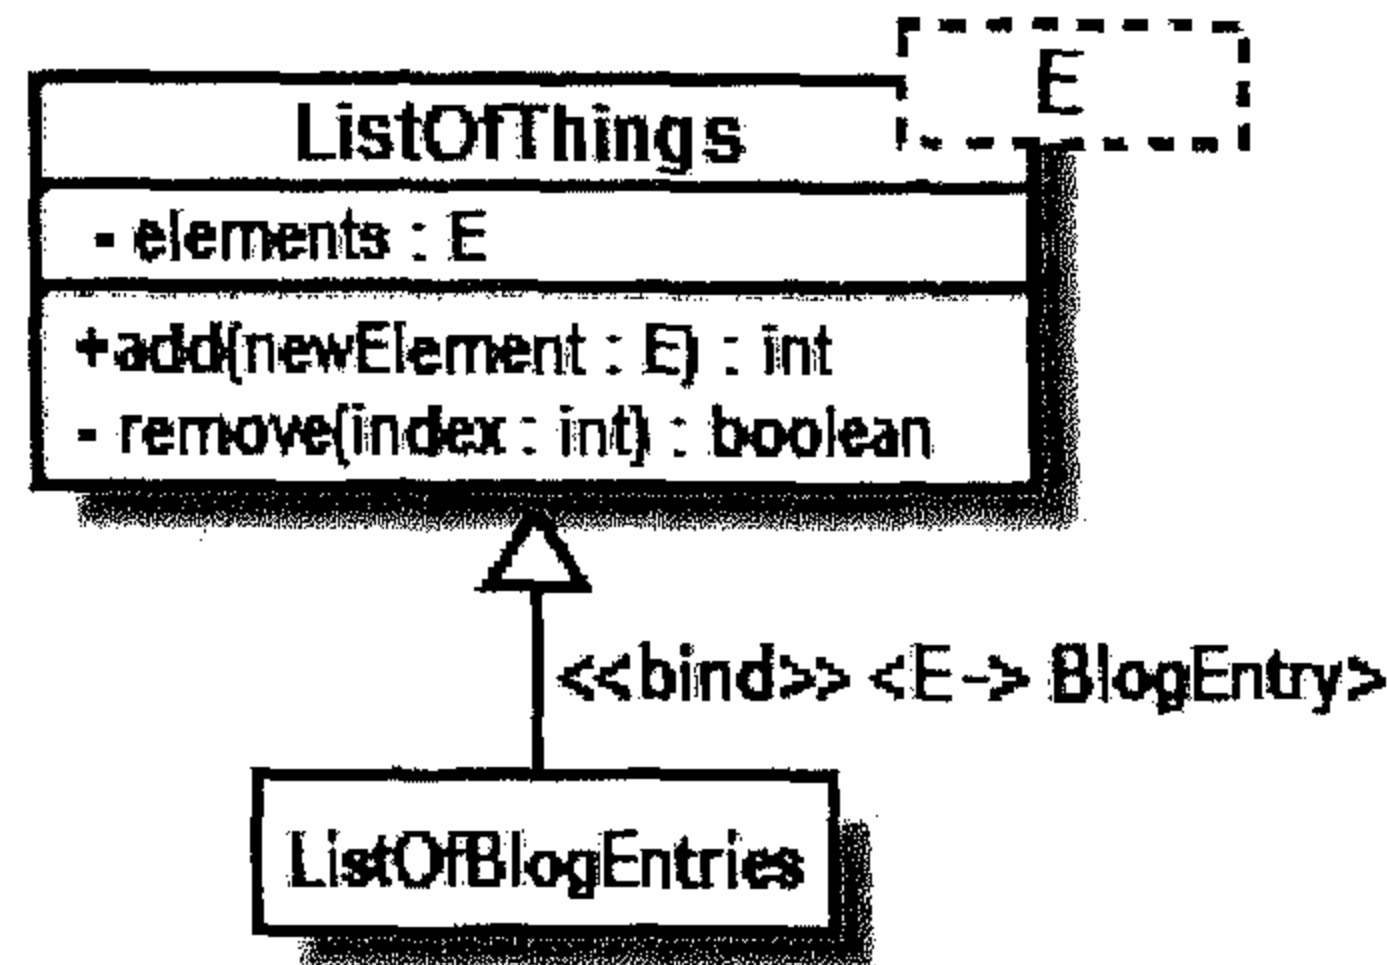 E
ListOfThings
- elements : E
+add(newElement : E) : int
- remove(index : int) : boolean
<<bind>> <E-> BlogEntry>
ListOfBlogEntries